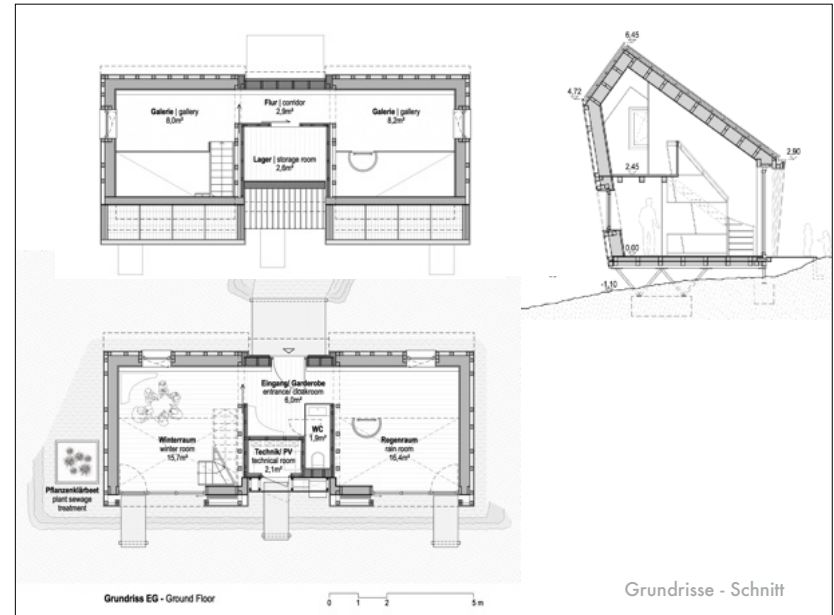 Galerie | gallery
8,0m²
Flur | corridor
2,9m²
Galerie | gallery
8,2m²
Lager | storage room
2,6m²
6,45
4,72
2,90
2,45
0,00
-1,10
Eingang/ Garderobe
entrance/ cloakroom
6,0m²
WC
1,9m²
Winterraum
winter room
15,7m²
Technik/ PV
technical room
2,1m²
Regenraum
rain room
16,4m²
Pflanzenklärbeet
plant sewage
treatment
Grundriss EG - Ground Floor
0 1 2 5 m
Grundrisse - Schnitt